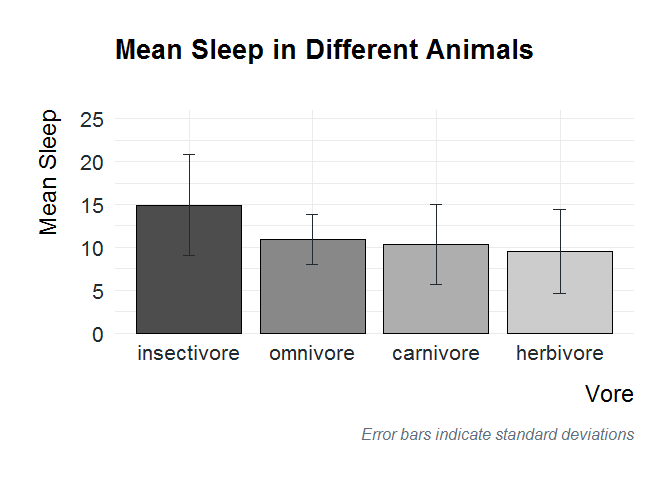 Mean Sleep in Different Animals
Mean Sleep
25
20
15
10
5
0
insectivore omnivore carnivore herbivore
Vore
Error bars indicate standard deviations